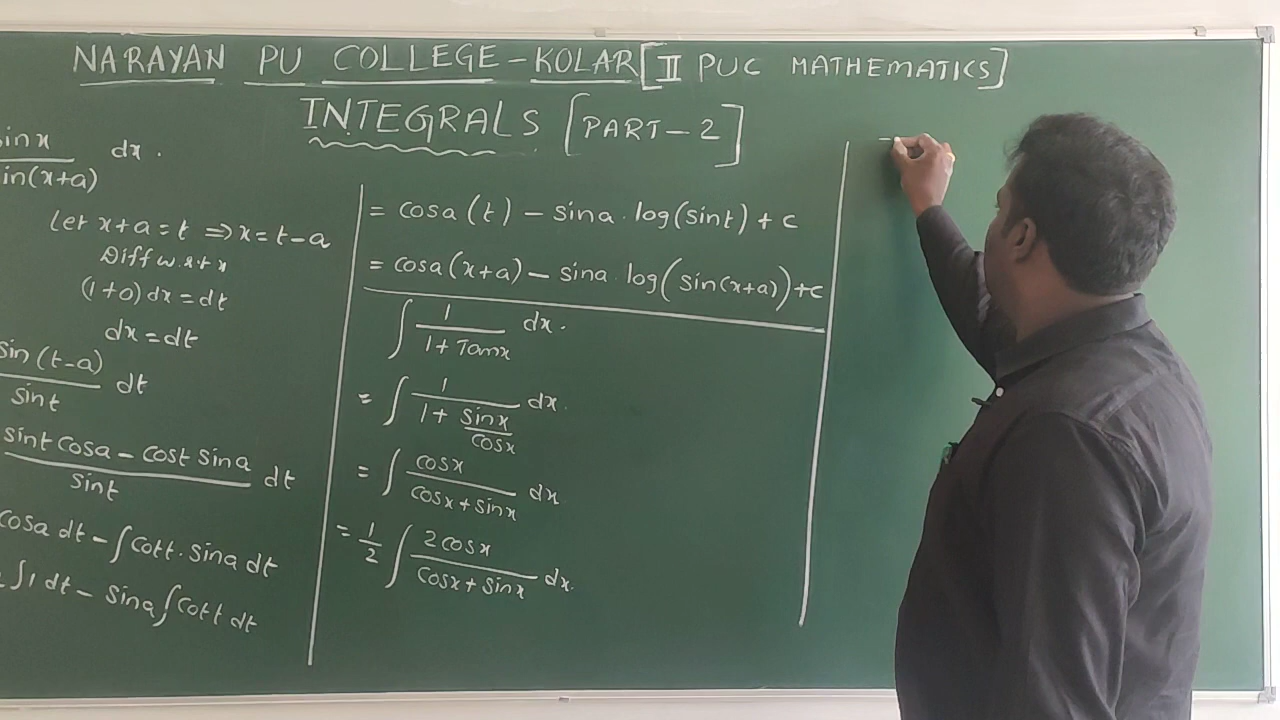 NARAYAN PU COLLEGE - KOLAR [II PUC MATHEMATICS]
INTEGRALS [PART - 2]
sinx
in(x+a) dx.
Let x+a = t ⇒ x = t-a
Diff w.r.t x
(1+0) dx = dt
dx = dt
sin(t-a)
sint dt
sint cosa - cost sina
sint dt
cosa dt - ∫cott. sina dt
∫1 dt - sina ∫cott dt
= cosa (t) - sina. log(sint) + c
= cosa (x+a) - sina. log(sin(x+a)) + c
∫ 1/(1+Tanx) dx.
= ∫ 1/(1 + sinx/cosx) dx.
= ∫ cosx/(cosx + sinx) dx
= 1/2 ∫ 2cosx/(cosx + sinx) dx.